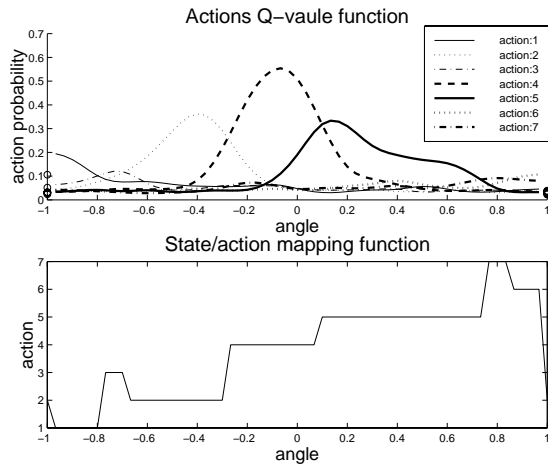 Actions Q−vaule function
0.7
0.6
0.5
0.4
0.3
0.2
0.1
0
action probability
action:1
action:2
action:3
action:4
action:5
action:6
action:7
−1 −0.8 −0.6 −0.4 −0.2 0 0.2 0.4 0.6 0.8 1
angle
State/action mapping function
7
6
5
4
3
2
1
action
−1 −0.8 −0.6 −0.4 −0.2 0 0.2 0.4 0.6 0.8 1
angle